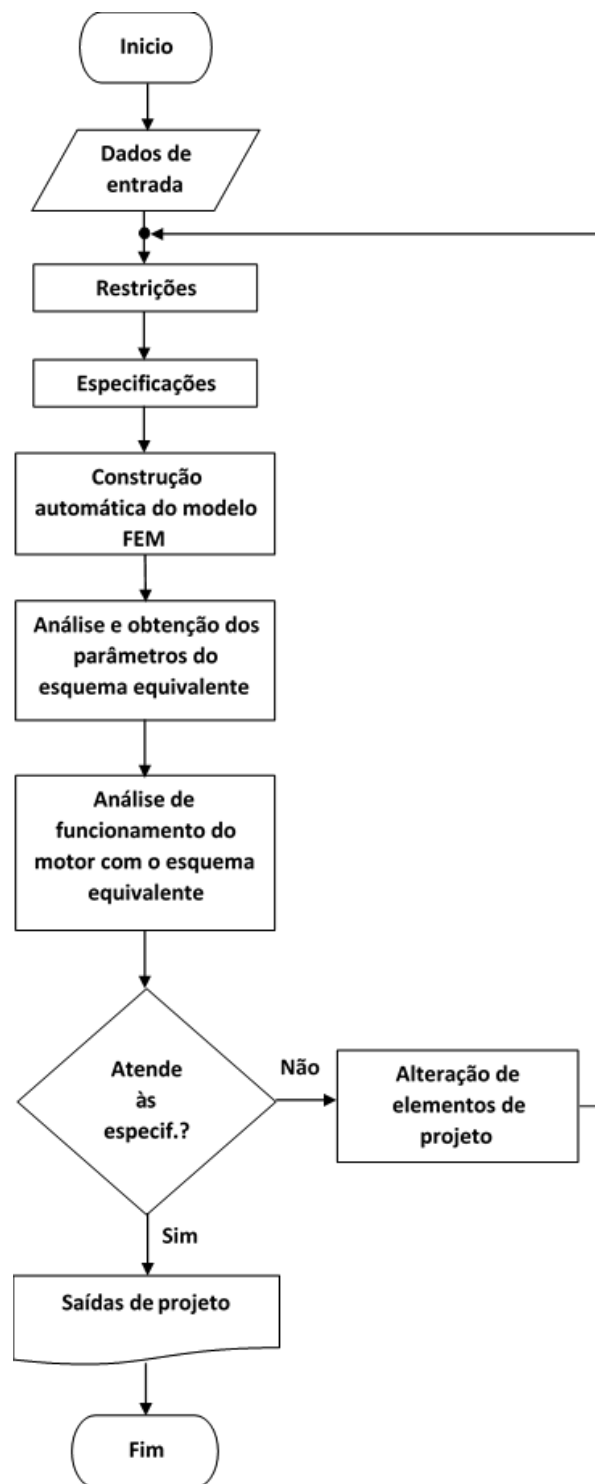 Inicio
Dados de
entrada
Restrições
Especificações
Construção
automática do modelo
FEM
Análise e obtenção dos
parâmetros do
esquema equivalente
Análise de
funcionamento do
motor com o esquema
equivalente
Atende
às
especif.?
Não
Alteração de
elementos de
projeto
Sim
Saídas de projeto
Fim